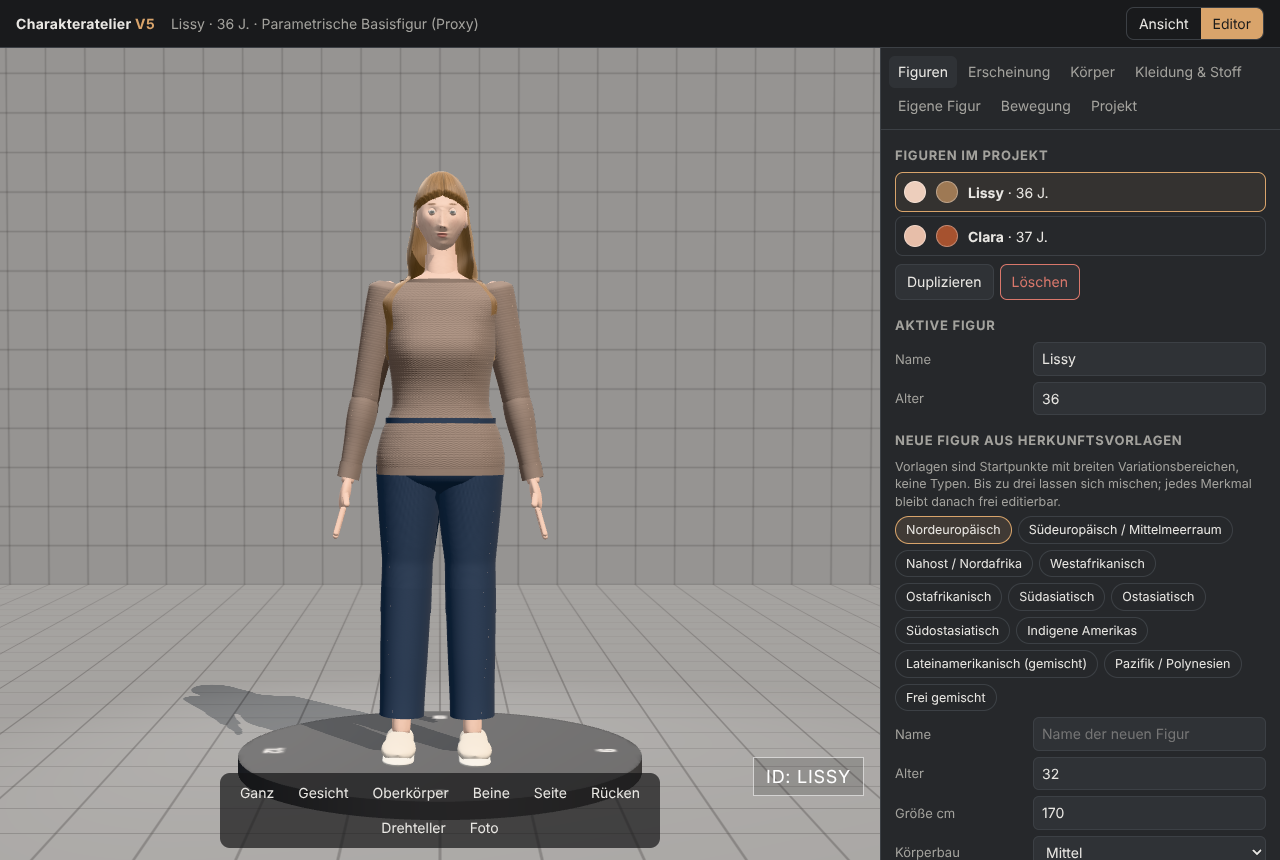 Charakteratelier V5 Lissy · 36 J. · Parametrische Basisfigur (Proxy) Ansicht Editor
Figuren Erscheinung Körper Kleidung & Stoff
Eigene Figur Bewegung Projekt
FIGUREN IM PROJEKT
Lissy · 36 J.
Clara · 37 J.
Duplizieren Löschen
AKTIVE FIGUR
Name Lissy
Alter 36
NEUE FIGUR AUS HERKUNFTSVORLAGEN
Vorlagen sind Startpunkte mit breiten Variationsbereichen,
keine Typen. Bis zu drei lassen sich mischen; jedes Merkmal
bleibt danach frei editierbar.
Nordeuropäisch Südeuropäisch / Mittelmeerraum
Nahost / Nordafrika Westafrikanisch
Ostafrikanisch Südasiatisch Ostasiatisch
Südostasiatisch Indigene Amerikas
Lateinamerikanisch (gemischt) Pazifik / Polynesien
Frei gemischt
Name Name der neuen Figur
Alter 32
Größe cm 170
Körperbau Mittel
ID: LISSY
Ganz Gesicht Oberkörper Beine Seite Rücken
Drehteller Foto